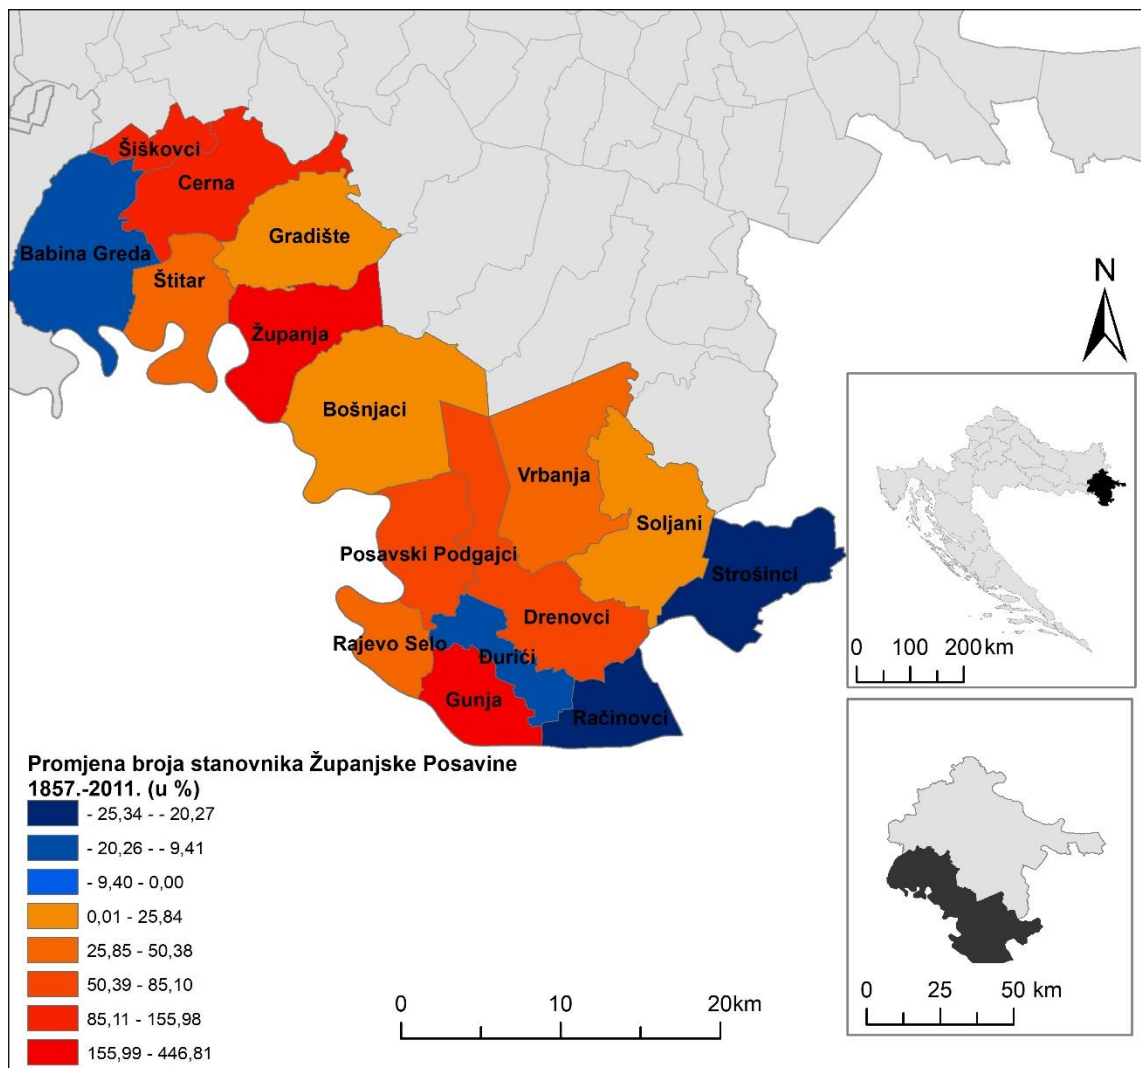 Šiškovci
Cerna
Babina Greda
Gradište
Štitar
Županja
Bošnjaci
Vrbanja
Soljani
Posavski Podgajci
Strošinci
Drenovci
Rajevo Selo
Đurići
Gunja
Račinovci
N
0 100 200km
0 25 50 km
Promjena broja stanovnika Županjske Posavine
1857.-2011. (u %)
- 25,34 - - 20,27
- 20,26 - - 9,41
- 9,40 - 0,00
0,01 - 25,84
25,85 - 50,38
50,39 - 85,10
85,11 - 155,98
155,99 - 446,81
0 10 20km